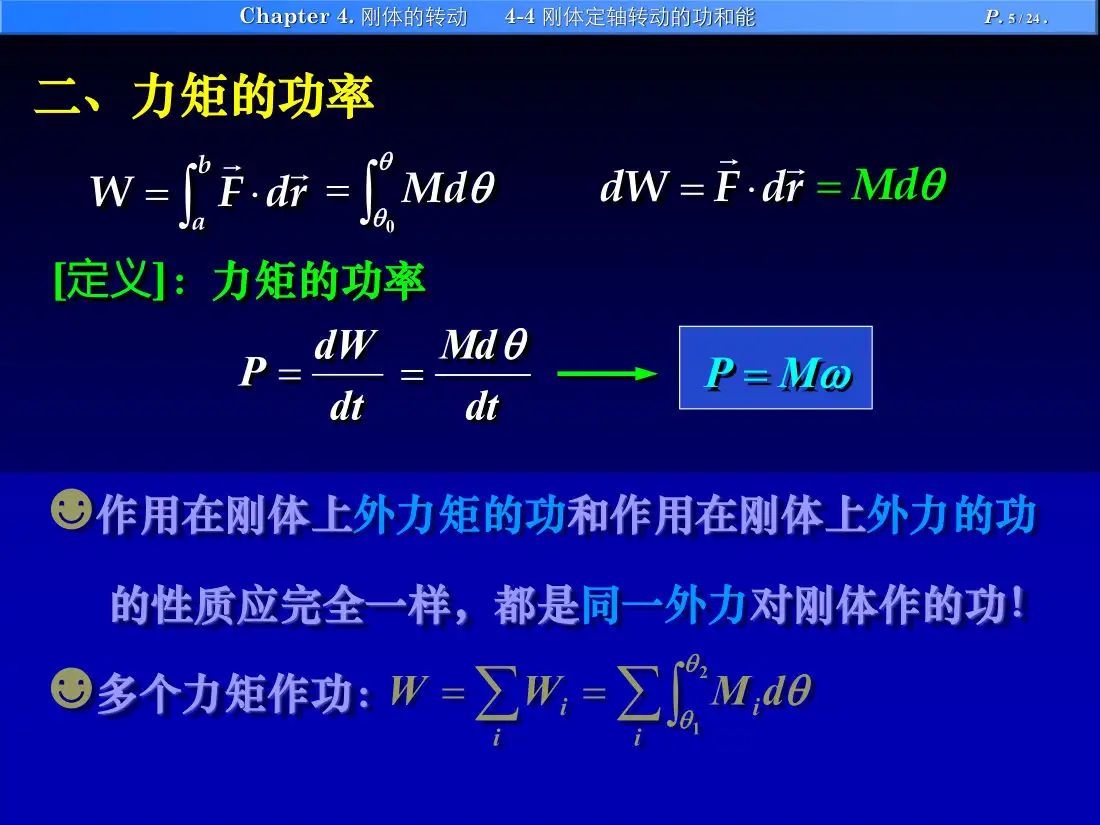 Chapter 4. 刚体的转动 4-4 刚体定轴转动的功和能 P. 5 / 24 .
二、力矩的功率
W = ∫_a^b F⃗ · dr⃗ = ∫_{θ₀}^{θ} Mdθ dW = F⃗ · dr⃗ = Mdθ
[定义]：力矩的功率
P = dW/dt = Mdθ/dt → P = Mω
☻作用在刚体上外力矩的功和作用在刚体上外力的功
的性质应完全一样，都是同一外力对刚体作的功！
☻多个力矩作功：W = ∑_i W_i = ∑_i ∫_{θ₁}^{θ₂} M_i dθ